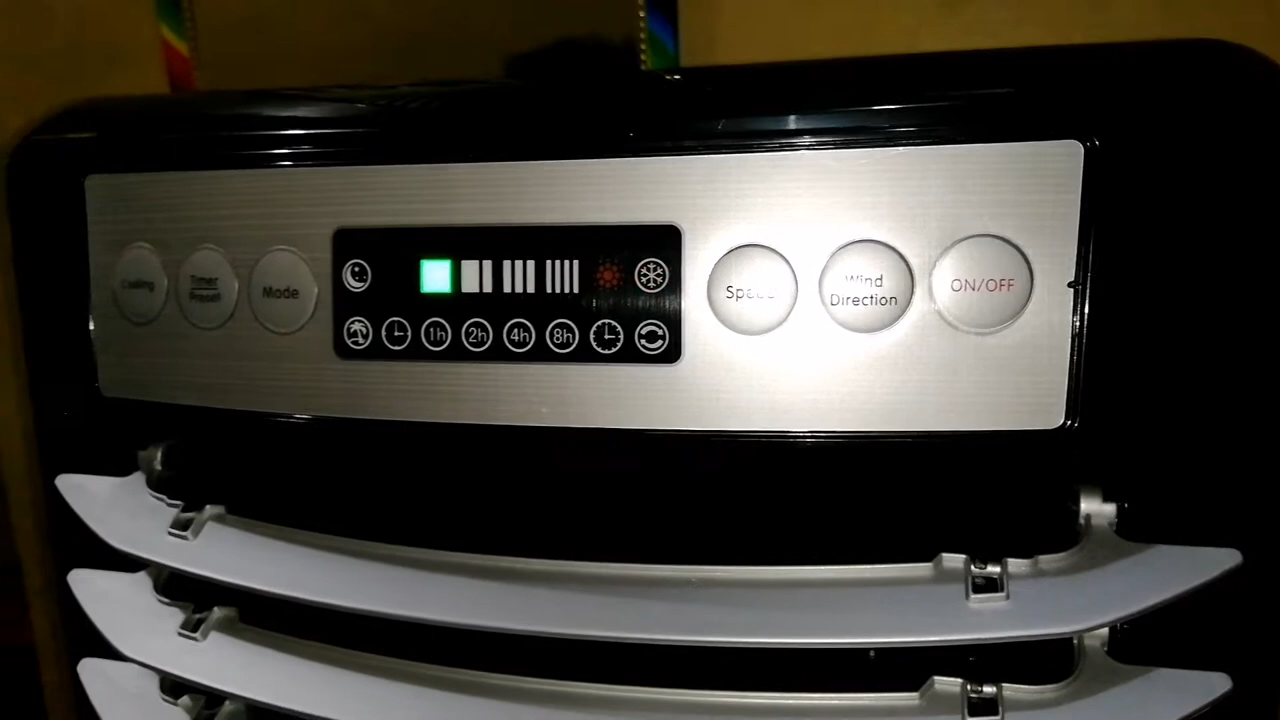 Cooling
Timer
Preset
Mode
1h
2h
4h
8h
Speed
Wind
Direction
ON/OFF